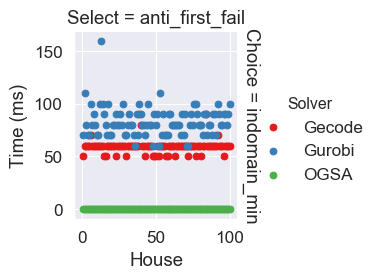 Select = anti_first_fail
Time (ms)
150
100
50
0
0
50
100
House
Choice = indomain_min
Solver
Gecode
Gurobi
OGSA